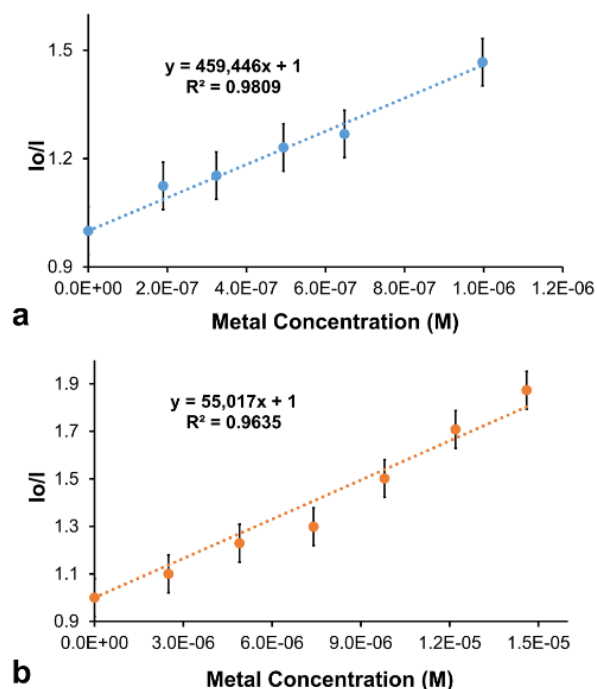 1.5
1.2
0.9
Io/I
y = 459,446x + 1
R² = 0.9809
0.0E+00 2.0E-07 4.0E-07 6.0E-07 8.0E-07 1.0E-06 1.2E-06
Metal Concentration (M)
a
1.9
1.7
1.5
1.3
1.1
0.9
Io/I
y = 55,017x + 1
R² = 0.9635
0.0E+00 3.0E-06 6.0E-06 9.0E-06 1.2E-05 1.5E-05
Metal Concentration (M)
b